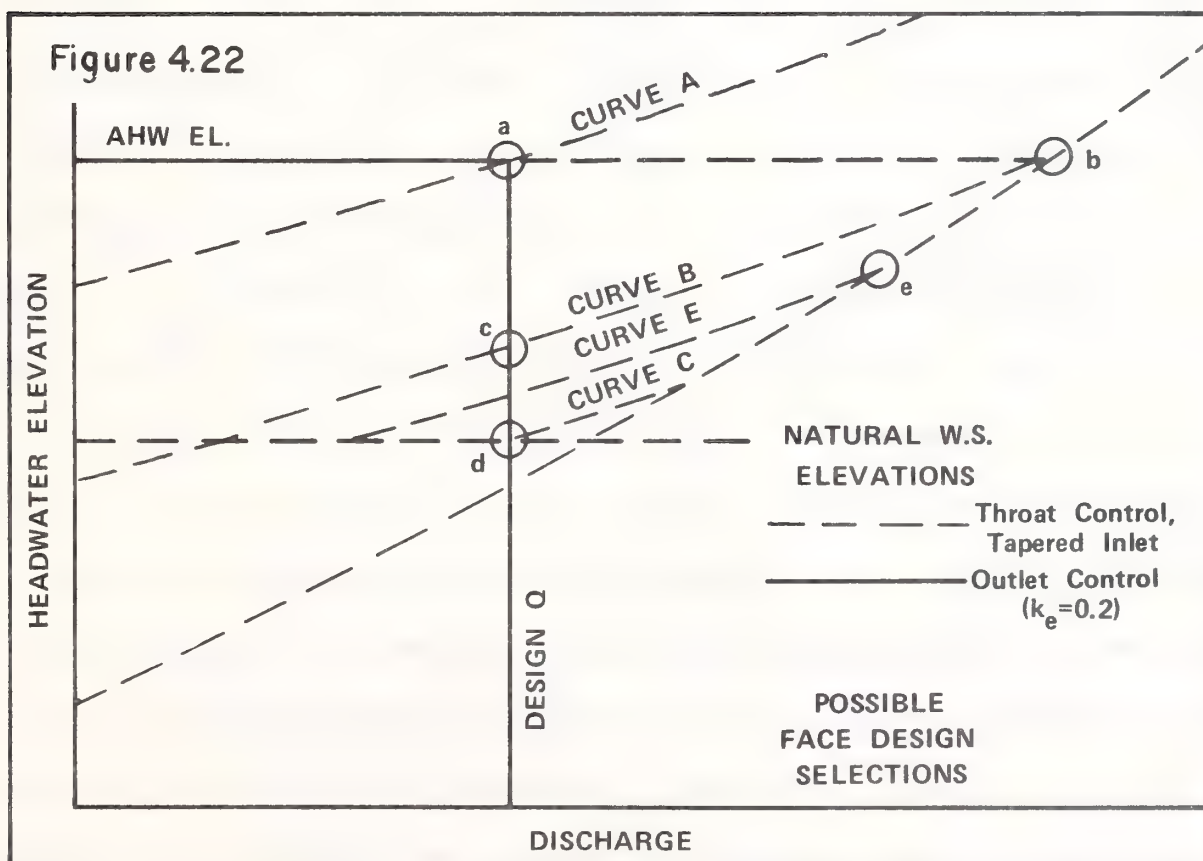 Figure 4.22
AHW EL.
a
CURVE A
b
HEADWATER ELEVATION
c
CURVE B
e
CURVE E
CURVE C
d
NATURAL W.S.
ELEVATIONS
Throat Control,
Tapered Inlet
Outlet Control
(ke=0.2)
DESIGN Q
POSSIBLE
FACE DESIGN
SELECTIONS
DISCHARGE